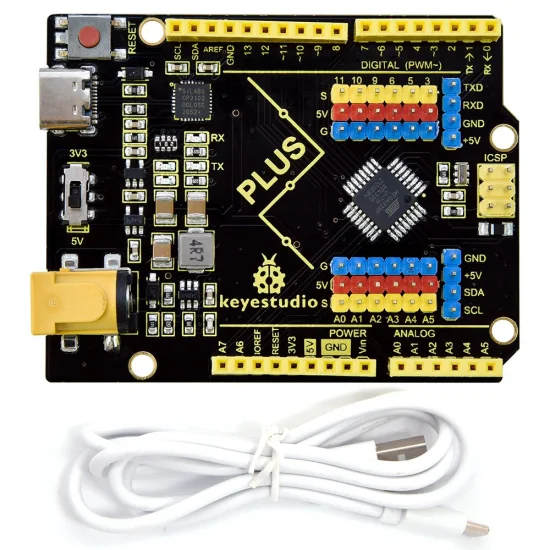 RESET
SCL
SDA
AREF
GND
13
12
~11
~10
~9
8
7
~6
~5
4
~3
2
TX→1
RX←0
DIGITAL (PWM~)
11 10 9 6 5 3
S
5V
G
TXD
RXD
GND
+5V
SILABS
CP2102
RX
TX
3V3
5V
PLUS
ICSP
4R7
keyestudio
G
5V
S
A0 A1 A2 A3 A4 A5
GND
+5V
SDA
SCL
POWER
ANALOG
A7
A6
IOREF
RESET
3V3
5V
GND
Vin
A0
A1
A2
A3
A4
A5